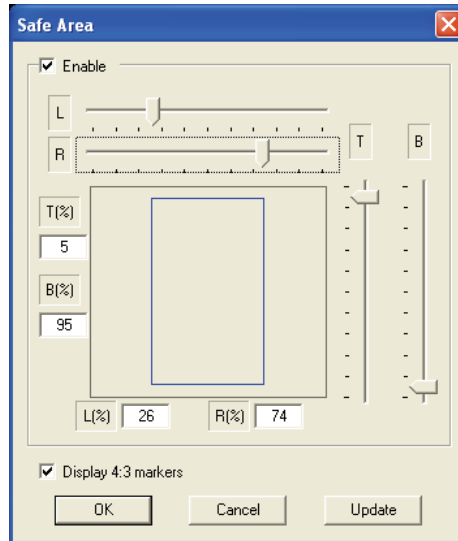 Safe Area
Enable
L
R
T
B
T(%)
5
B(%)
95
L(%) 26 R(%) 74
Display 4:3 markers
OK Cancel Update